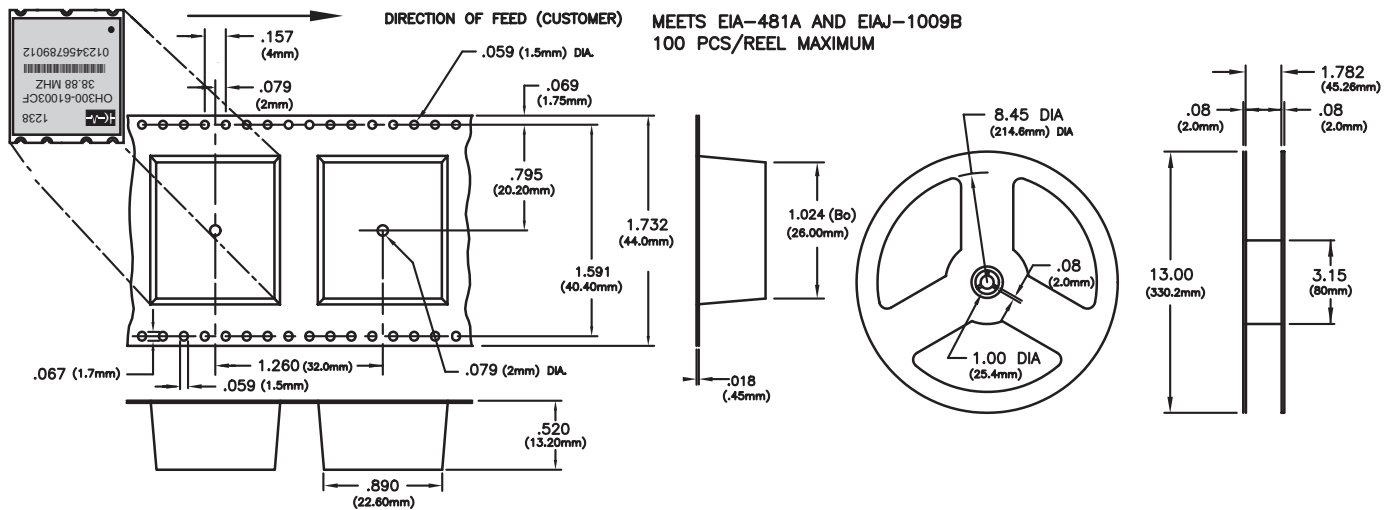 DIRECTION OF FEED (CUSTOMER)
MEETS EIA-481A AND EIAJ-1009B
100 PCS/REEL MAXIMUM
1238
OH300-61003CF
38.88 MHZ
0123456789012
.157
(4mm)
.059 (1.5mm) DIA.
.079
(2mm)
.069
(1.75mm)
.795
(20.20mm)
1.732
(44.0mm)
1.591
(40.40mm)
.067 (1.7mm)
1.260 (32.0mm)
.059 (1.5mm)
.079 (2mm) DIA.
.520
(13.20mm)
.890
(22.60mm)
1.024 (Bo)
(26.00mm)
.018
(.45mm)
8.45 DIA
(214.6mm) DIA
.08
(2.0mm)
1.00 DIA
(25.4mm)
1.782
(45.26mm)
.08
(2.0mm)
.08
(2.0mm)
13.00
(330.2mm)
3.15
(80mm)